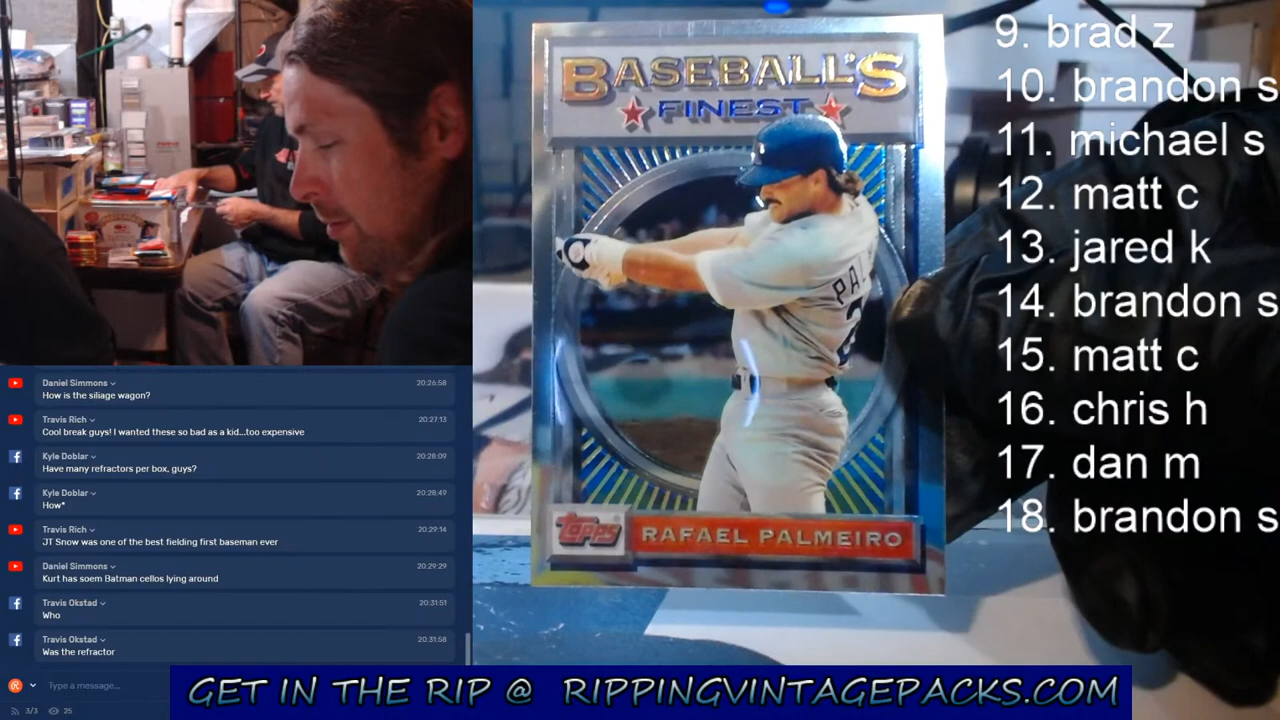 Daniel Simmons
20:26:58
How is the siliage wagon?
Travis Rich
20:27:13
Cool break guys! I wanted these so bad as a kid...too expensive
Kyle Doblar
20:28:09
Have many refractors per box, guys?
Kyle Doblar
20:28:49
How*
Travis Rich
20:29:14
JT Snow was one of the best fielding first baseman ever
Daniel Simmons
20:29:29
Kurt has soem Batman cellos lying around
Travis Okstad
20:31:51
Who
Travis Okstad
20:31:58
Was the refractor
Type a message...
3/3 25
BASEBALL'S
FINEST
PAL
2
TOPPS
RAFAEL PALMEIRO
9. brad z
10. brandon s
11. michael s
12. matt c
13. jared k
14. brandon s
15. matt c
16. chris h
17. dan m
18. brandon s
GET IN THE RIP @ RIPPINGVINTAGEPACKS.COM